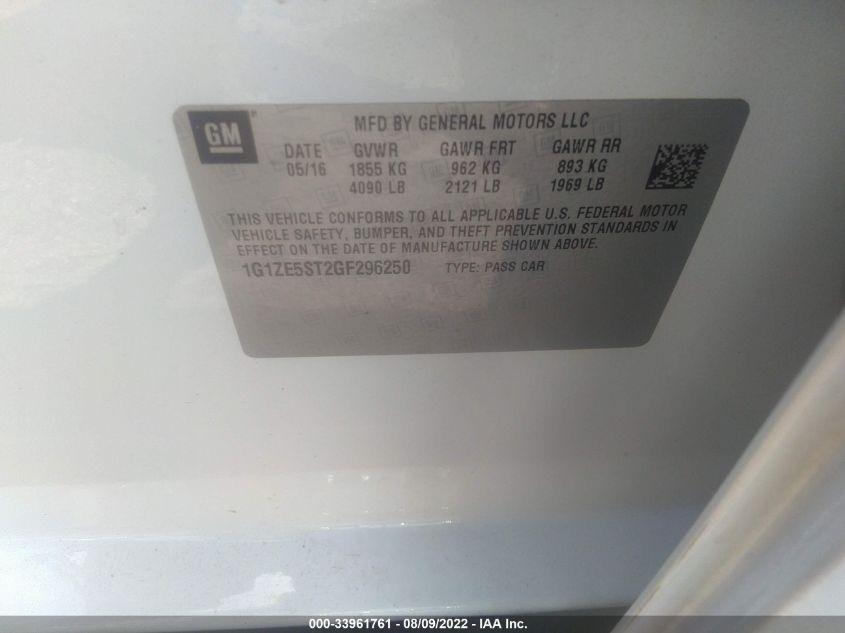 GM
MFD BY GENERAL MOTORS LLC
DATE GVWR GAWR FRT GAWR RR
05/16 1855 KG 962 KG 893 KG
4090 LB 2121 LB 1969 LB
THIS VEHICLE CONFORMS TO ALL APPLICABLE U.S. FEDERAL MOTOR
VEHICLE SAFETY, BUMPER, AND THEFT PREVENTION STANDARDS IN
EFFECT ON THE DATE OF MANUFACTURE SHOWN ABOVE.
1G1ZE5ST2GF296250 TYPE: PASS CAR
000-33961761 - 08/09/2022 - IAA Inc.